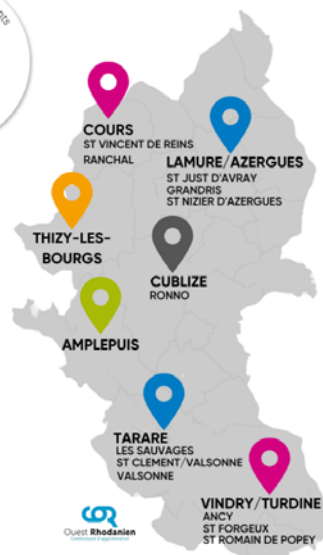 COURS
ST VINCENT DE REINS
RANCHAL
LAMURE/AZERGUES
ST JUST D'AVRAY
GRANDRIS
ST NIZIER D'AZERGUES
THIZY-LES-
BOURGS
CUBLIZE
RONNO
AMPLEPUIS
TARARE
LES SAUVAGES
ST CLEMENT/VALSONNE
VALSONNE
VINDRY/TURDINE
ANCY
ST FORGEUX
ST ROMAIN DE POPEY
COR
Ouest Rhodanien